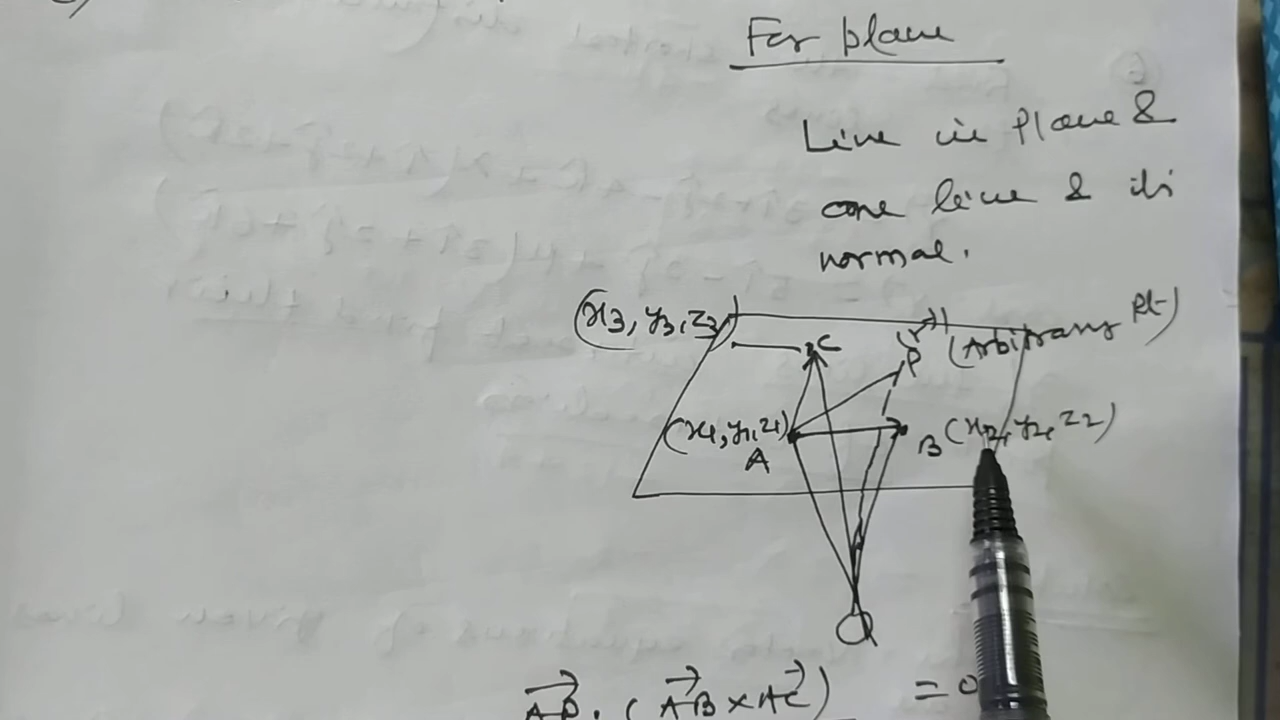 For plane
Line in Plane &
one line & its
normal.
(x3, y3, z3)
C
P (r) (Arbitrary Pt)
(x1, y1, z1)
A
B (x2, y2, z2)
O
AP . (AB × AC) = 0